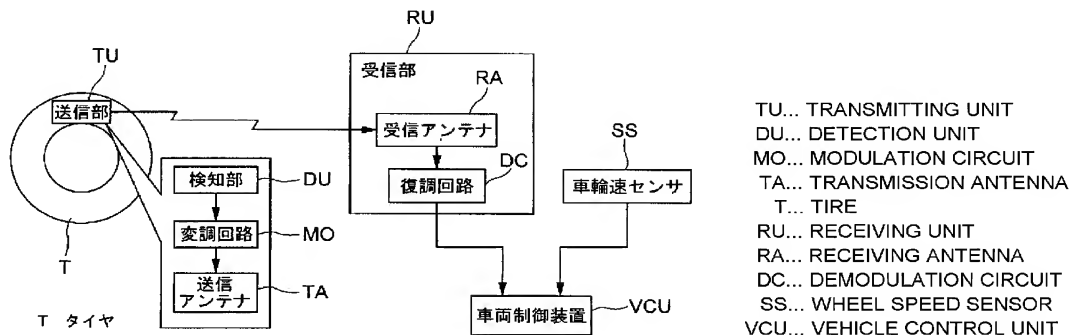 TU
送信部
T
T タイヤ
検知部
DU
変調回路
MO
送信
アンテナ
TA
RU
受信部
RA
受信アンテナ
DC
復調回路
SS
車輪速センサ
車両制御装置
VCU
TU... TRANSMITTING UNIT
DU... DETECTION UNIT
MO... MODULATION CIRCUIT
TA... TRANSMISSION ANTENNA
T... TIRE
RU... RECEIVING UNIT
RA... RECEIVING ANTENNA
DC... DEMODULATION CIRCUIT
SS... WHEEL SPEED SENSOR
VCU... VEHICLE CONTROL UNIT